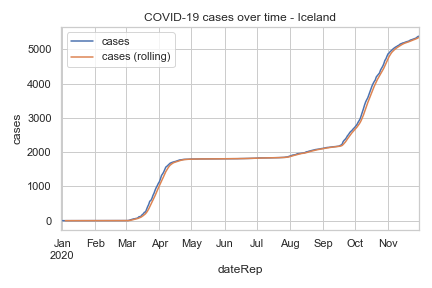 COVID-19 cases over time - Iceland
cases
cases (rolling)
5000
4000
3000
2000
1000
0
cases
Jan Feb Mar Apr May Jun Jul Aug Sep Oct Nov
2020
dateRep